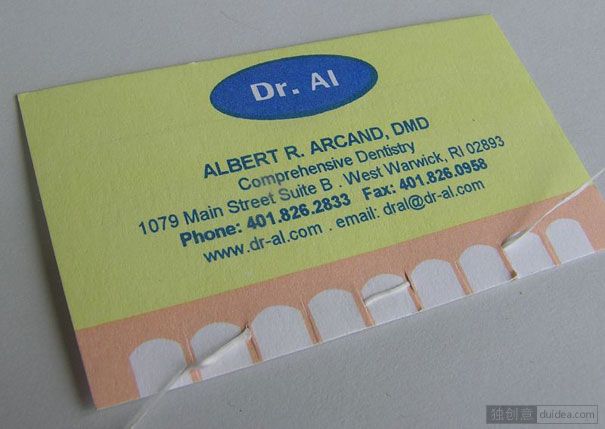 Dr. Al
ALBERT R. ARCAND, DMD
Comprehensive Dentistry
1079 Main Street Suite B . West Warwick, RI 02893
Phone: 401.826.2833 Fax: 401.826.0958
www.dr-al.com . email: dral@dr-al.com
独创意 duidea.com